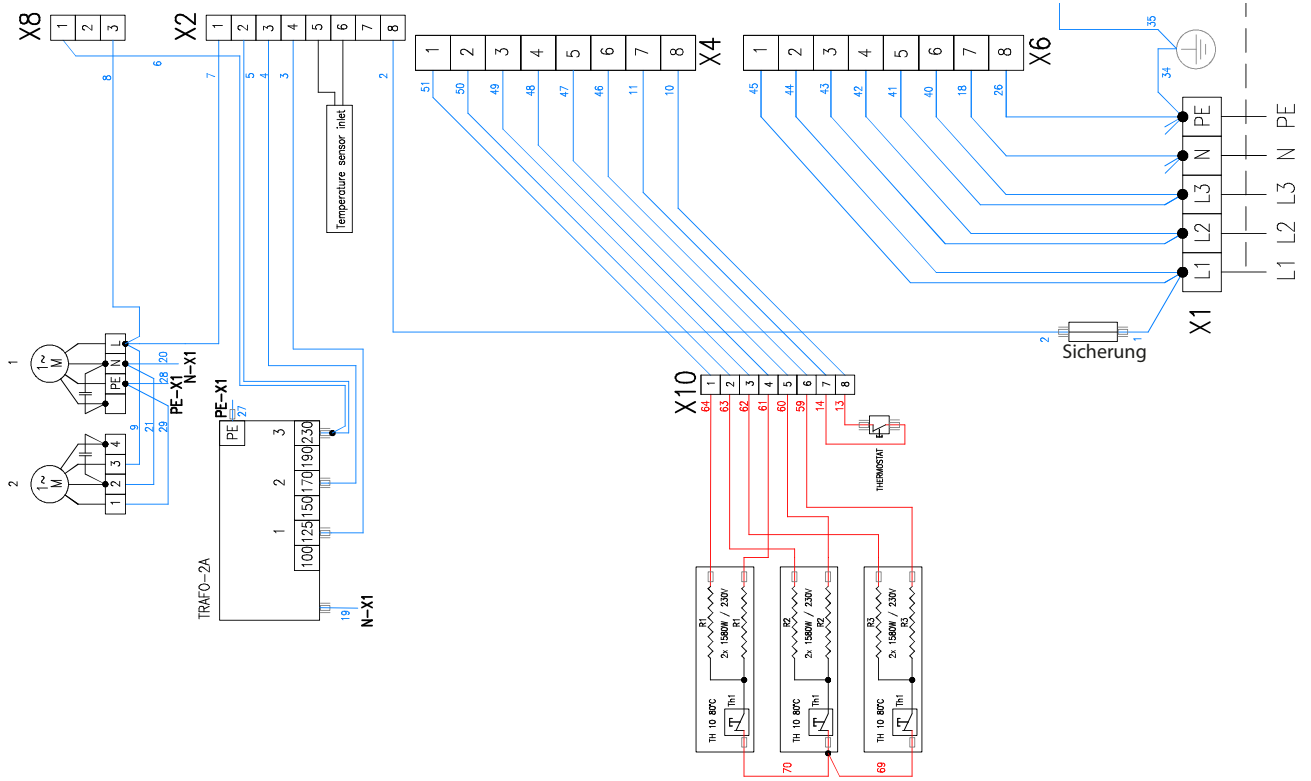 X8
1 2 3
X2
1 2 3 4 5 6 7 8
1 2 3 4 5 6 7 8
X4
1 2 3 4 5 6 7 8
X6
35
34
8 6 7 5 4 3 2
51 50 49 48 47 46 11 10
45 44 43 42 41 40 18 26
Temperature sensor inlet
PE
N
L3
L2
L1
X1
PE
N
L3
L2
L1
2
1
Sicherung
1
1~
M
L
N
PE
20
28
N-X1
PE-X1
9
21
29
2
1~
M
4
3
2
1
PE-X1
27
PE
3
2
1
230
190
170
150
125
100
TRAFO-2A
19
N-X1
X10
1 2 3 4 5 6 7 8
64 63 62 61 60 59 14 13
THERMOSTAT
R1
2x 1580W / 230V
R1
TH 10 80°C
Th1
R2
2x 1580W / 230V
R2
TH 10 80°C
Th1
R3
2x 1580W / 230V
R3
TH 10 80°C
Th1
70
69